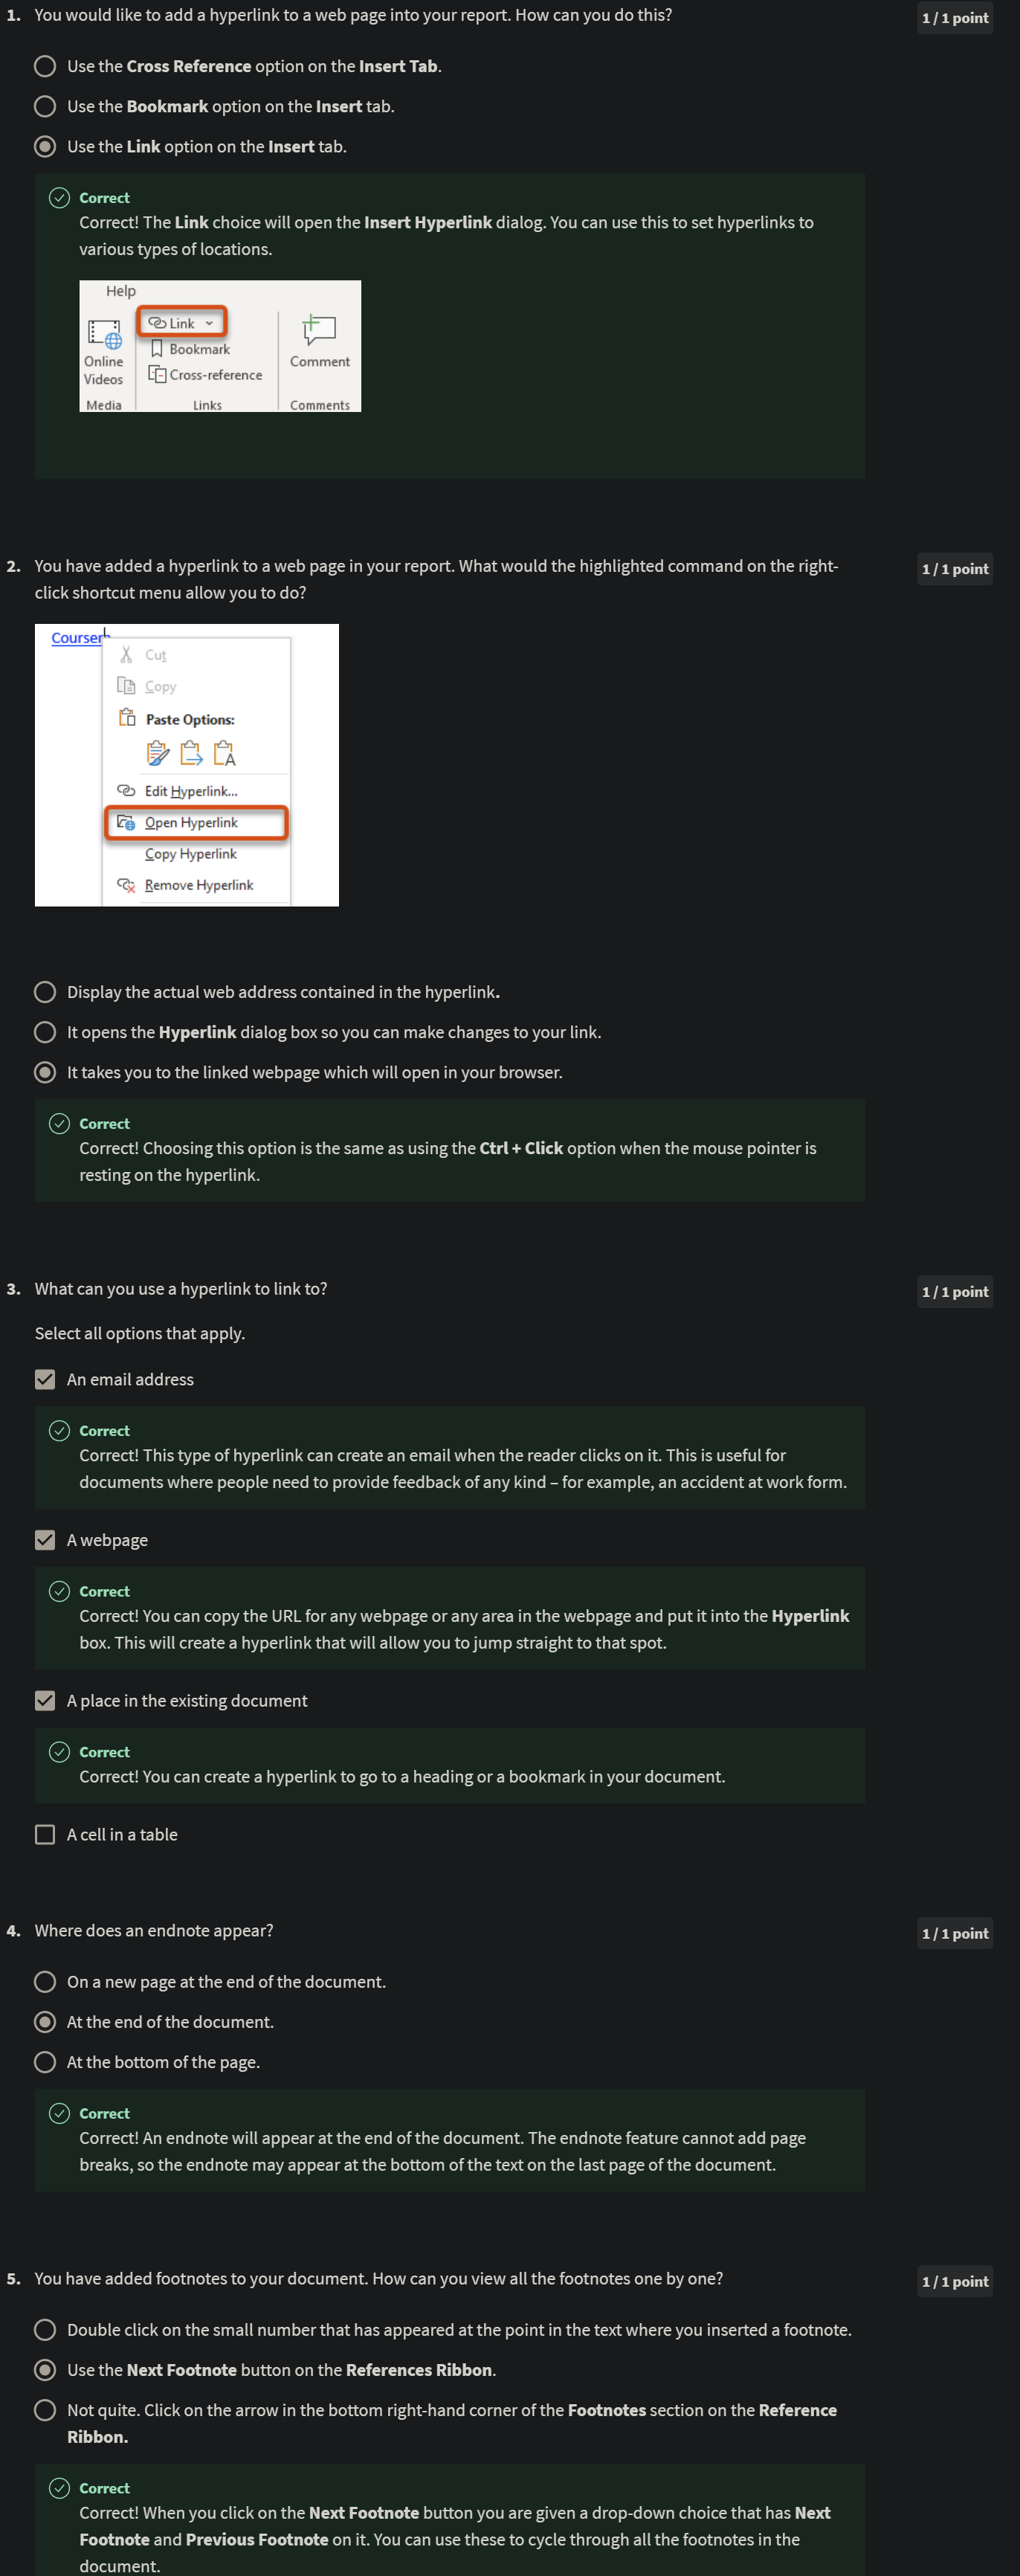 1. You would like to add a hyperlink to a web page into your report. How can you do this?
1 / 1 point
Use the Cross Reference option on the Insert Tab.
Use the Bookmark option on the Insert tab.
Use the Link option on the Insert tab.
Correct
Correct! The Link choice will open the Insert Hyperlink dialog. You can use this to set hyperlinks to
various types of locations.
Help
Link
Bookmark
Cross-reference
Online
Videos
Comment
Media
Links
Comments
2. You have added a hyperlink to a web page in your report. What would the highlighted command on the right-
click shortcut menu allow you to do?
1 / 1 point
Cut
Copy
Paste Options:
Edit Hyperlink...
Open Hyperlink
Copy Hyperlink
Remove Hyperlink
Display the actual web address contained in the hyperlink.
It opens the Hyperlink dialog box so you can make changes to your link.
It takes you to the linked webpage which will open in your browser.
Correct
Correct! Choosing this option is the same as using the Ctrl + Click option when the mouse pointer is
resting on the hyperlink.
3. What can you use a hyperlink to link to?
1 / 1 point
Select all options that apply.
An email address
Correct
Correct! This type of hyperlink can create an email when the reader clicks on it. This is useful for
documents where people need to provide feedback of any kind – for example, an accident at work form.
A webpage
Correct
Correct! You can copy the URL for any webpage or any area in the webpage and put it into the Hyperlink
box. This will create a hyperlink that will allow you to jump straight to that spot.
A place in the existing document
Correct
Correct! You can create a hyperlink to go to a heading or a bookmark in your document.
A cell in a table
4. Where does an endnote appear?
1 / 1 point
On a new page at the end of the document.
At the end of the document.
At the bottom of the page.
Correct
Correct! An endnote will appear at the end of the document. The endnote feature cannot add page
breaks, so the endnote may appear at the bottom of the text on the last page of the document.
5. You have added footnotes to your document. How can you view all the footnotes one by one?
1 / 1 point
Double click on the small number that has appeared at the point in the text where you inserted a footnote.
Use the Next Footnote button on the References Ribbon.
Not quite. Click on the arrow in the bottom right-hand corner of the Footnotes section on the Reference
Ribbon.
Correct
Correct! When you click on the Next Footnote button you are given a drop-down choice that has Next
Footnote and Previous Footnote on it. You can use these to cycle through all the footnotes in the
document.